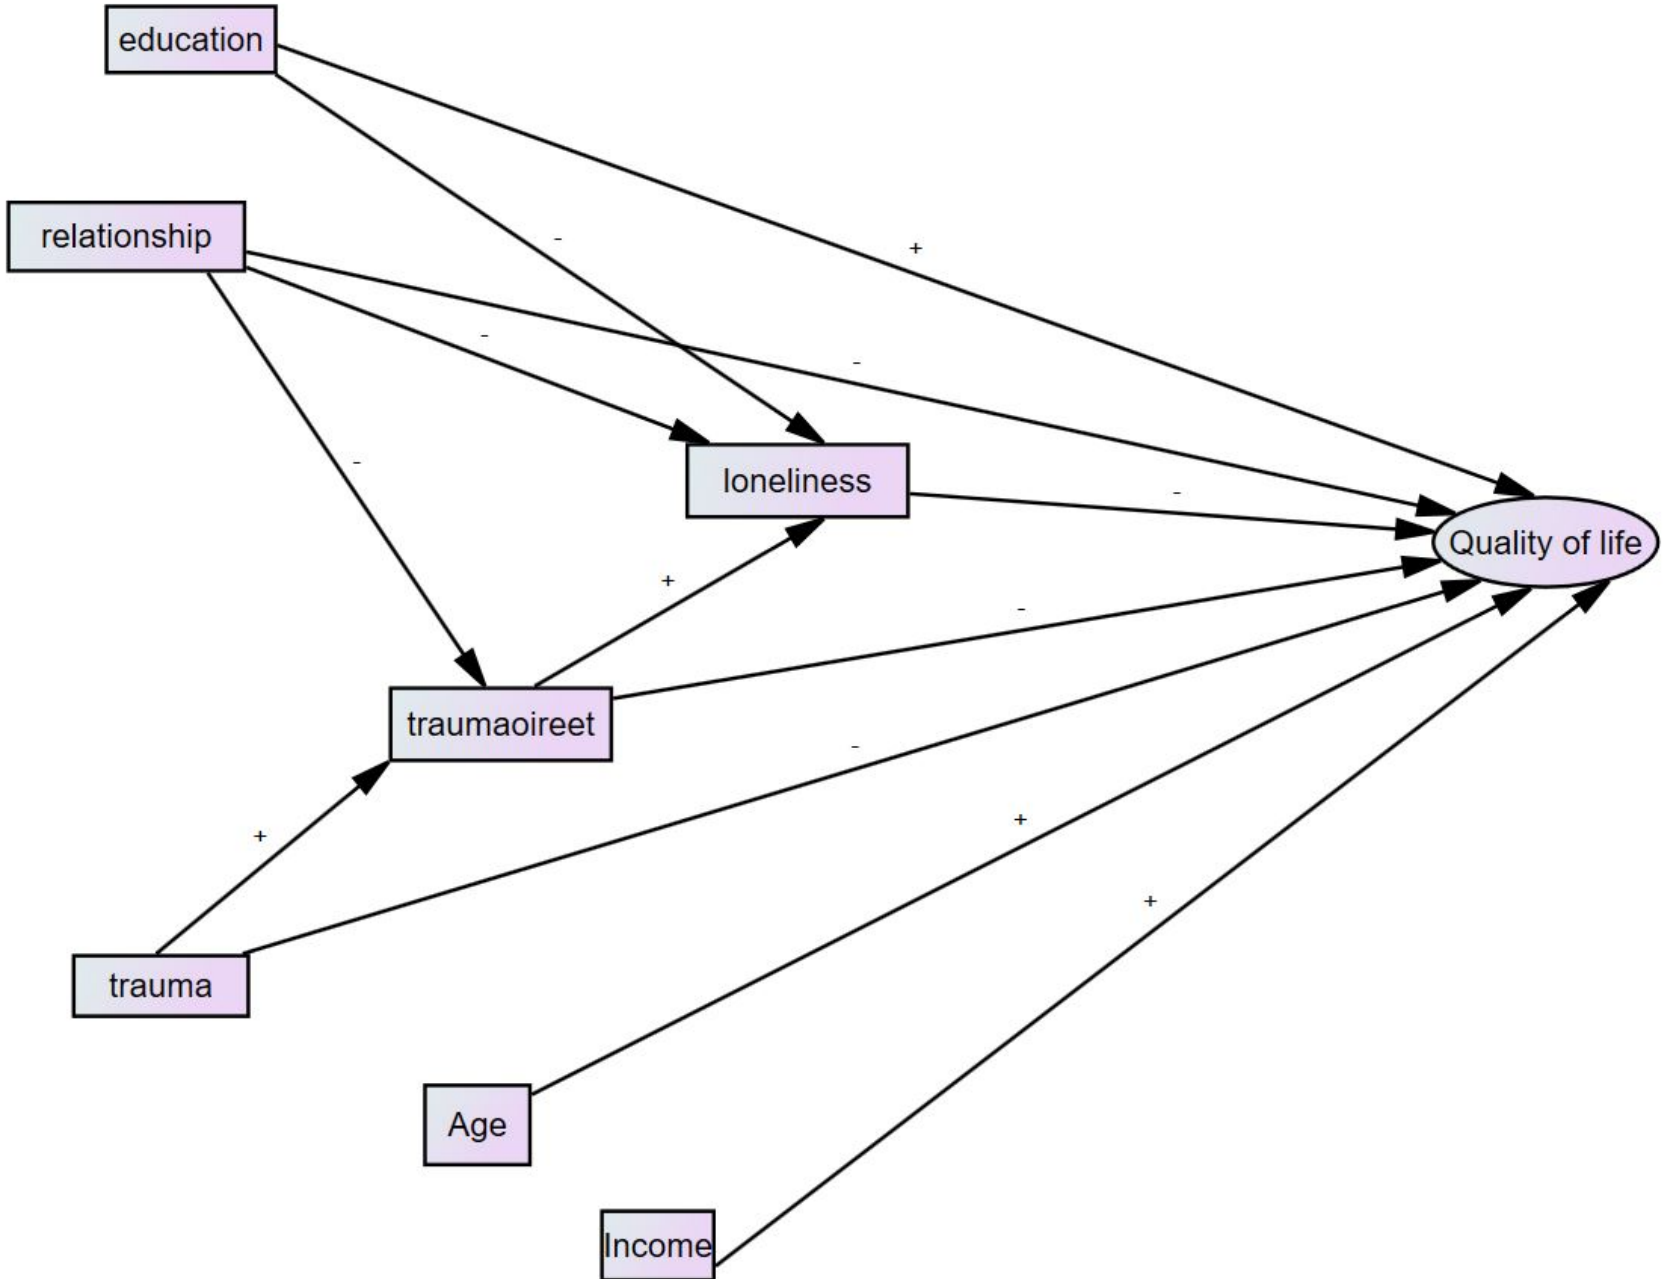 education
+
-
relationship
-
-
-
loneliness
-
Quality of life
+
-
traumaoireet
-
+
+
trauma
+
Age
Income